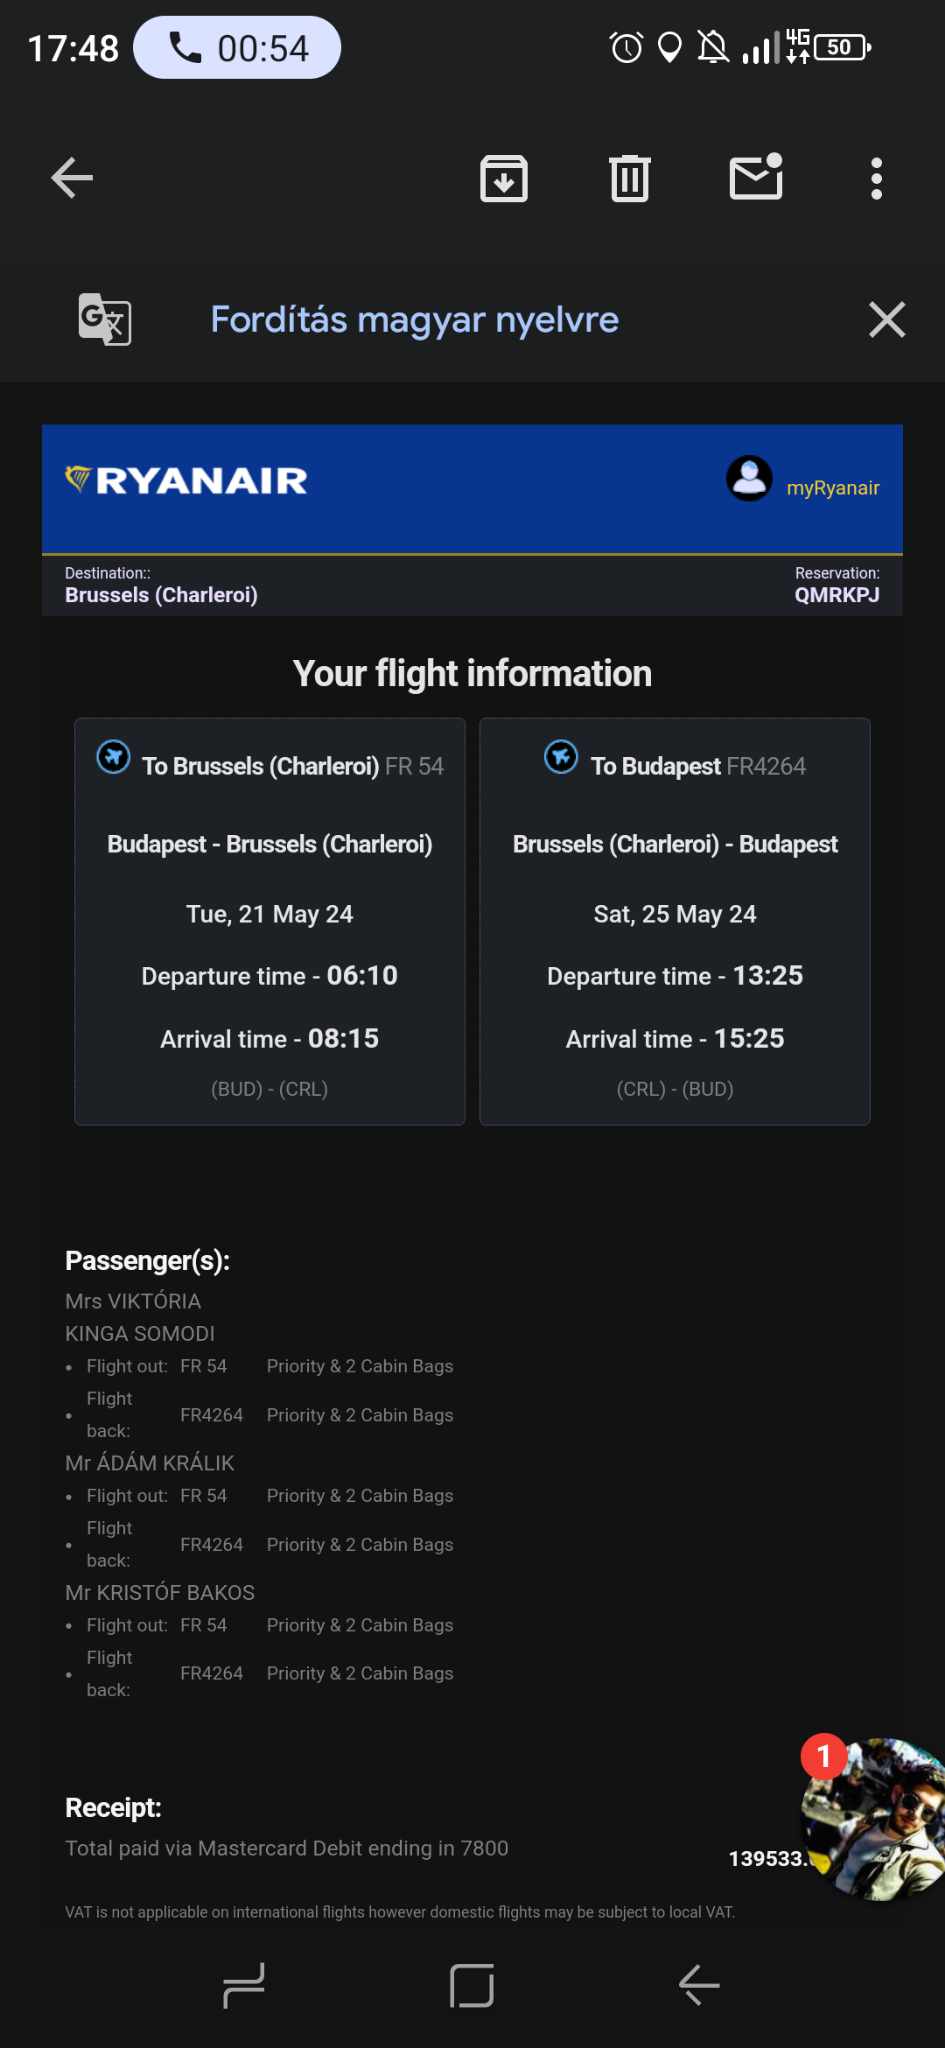 17:48 00:54 4G 50
Fordítás magyar nyelvre
RYANAIR myRyanair
Destination:: Reservation:
Brussels (Charleroi) QMRKPJ
Your flight information
To Brussels (Charleroi) FR 54
Budapest - Brussels (Charleroi)
Tue, 21 May 24
Departure time - 06:10
Arrival time - 08:15
(BUD) - (CRL)
To Budapest FR4264
Brussels (Charleroi) - Budapest
Sat, 25 May 24
Departure time - 13:25
Arrival time - 15:25
(CRL) - (BUD)
Passenger(s):
Mrs VIKTÓRIA
KINGA SOMODI
• Flight out: FR 54 Priority & 2 Cabin Bags
• Flight back: FR4264 Priority & 2 Cabin Bags
Mr ÁDÁM KRÁLIK
• Flight out: FR 54 Priority & 2 Cabin Bags
• Flight back: FR4264 Priority & 2 Cabin Bags
Mr KRISTÓF BAKOS
• Flight out: FR 54 Priority & 2 Cabin Bags
• Flight back: FR4264 Priority & 2 Cabin Bags
1
Receipt:
Total paid via Mastercard Debit ending in 7800
139533.
VAT is not applicable on international flights however domestic flights may be subject to local VAT.